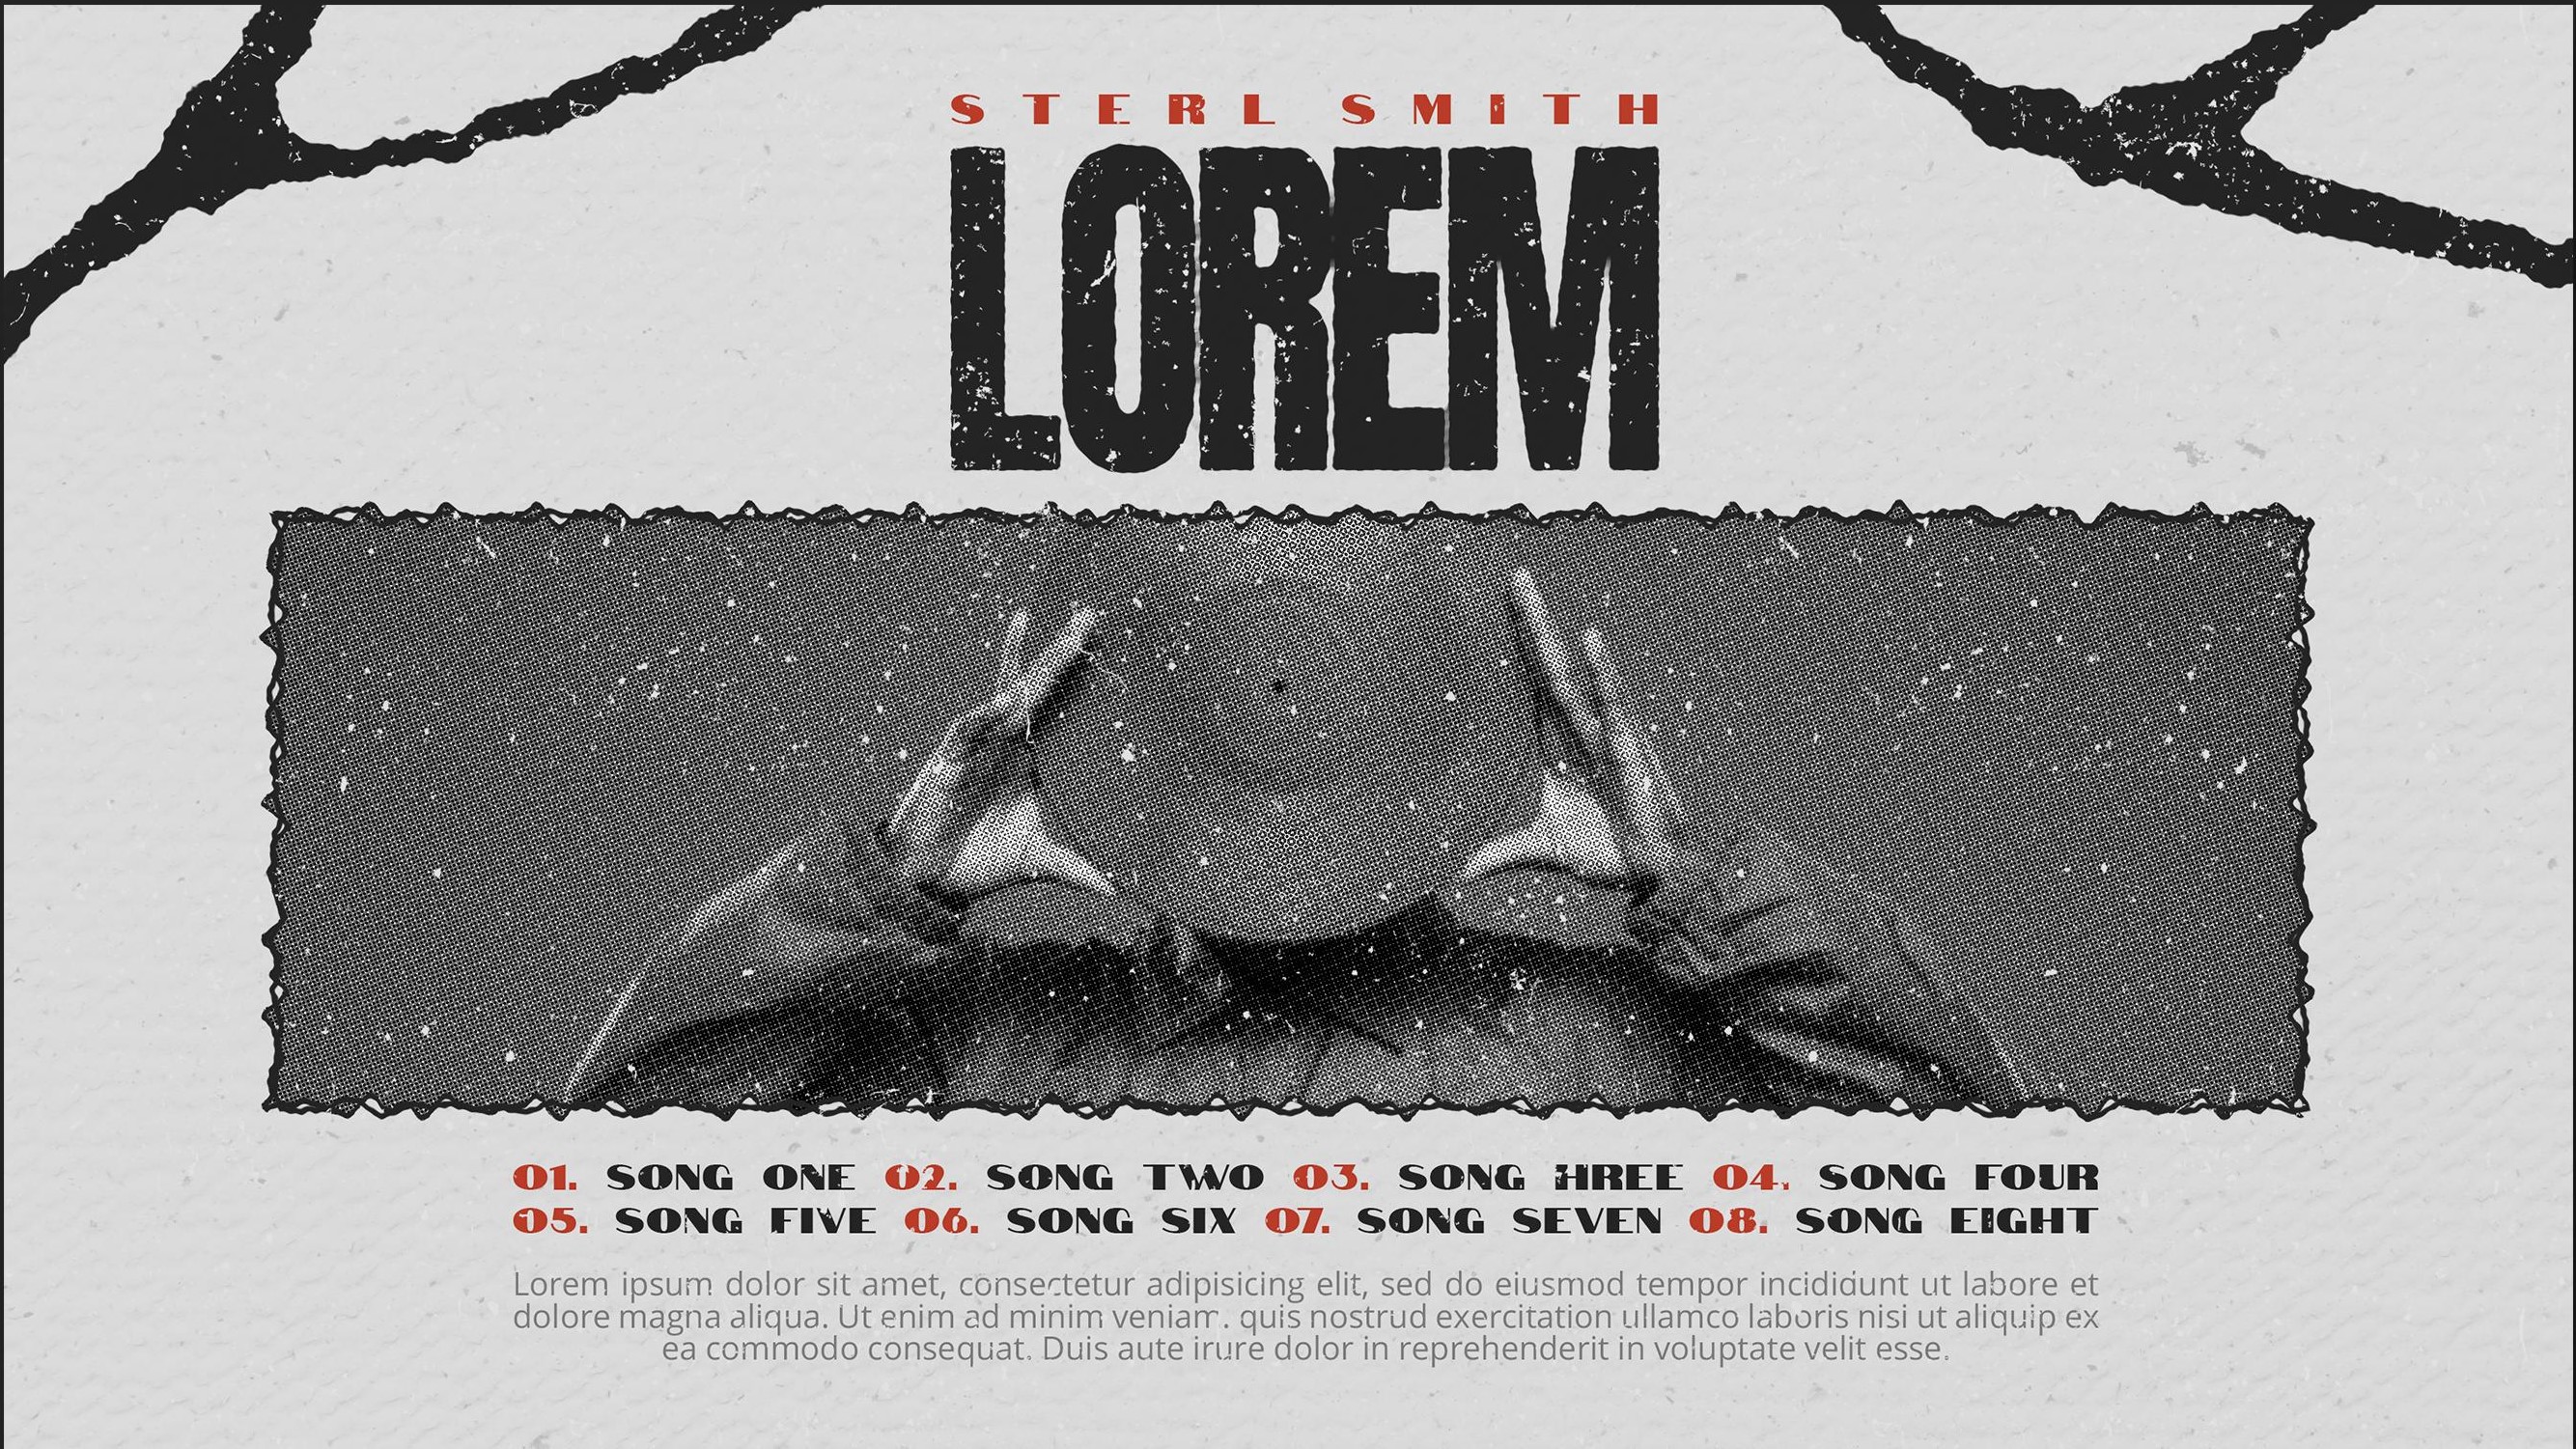 STERL SMITH
LOREM
01. SONG ONE 02. SONG TWO 03. SONG HREE 04. SONG FOUR
05. SONG FIVE 06. SONG SIX 07. SONG SEVEN 08. SONG EIGHT
Lorem ipsum dolor sit amet, consectetur adipisicing elit, sed do eiusmod tempor incididunt ut labore et
dolore magna aliqua. Ut enim ad minim veniam. quis nostrud exercitation ullamco laboris nisi ut aliquip ex
ea commodo consequat. Duis aute irure dolor in reprehenderit in voluptate velit esse.